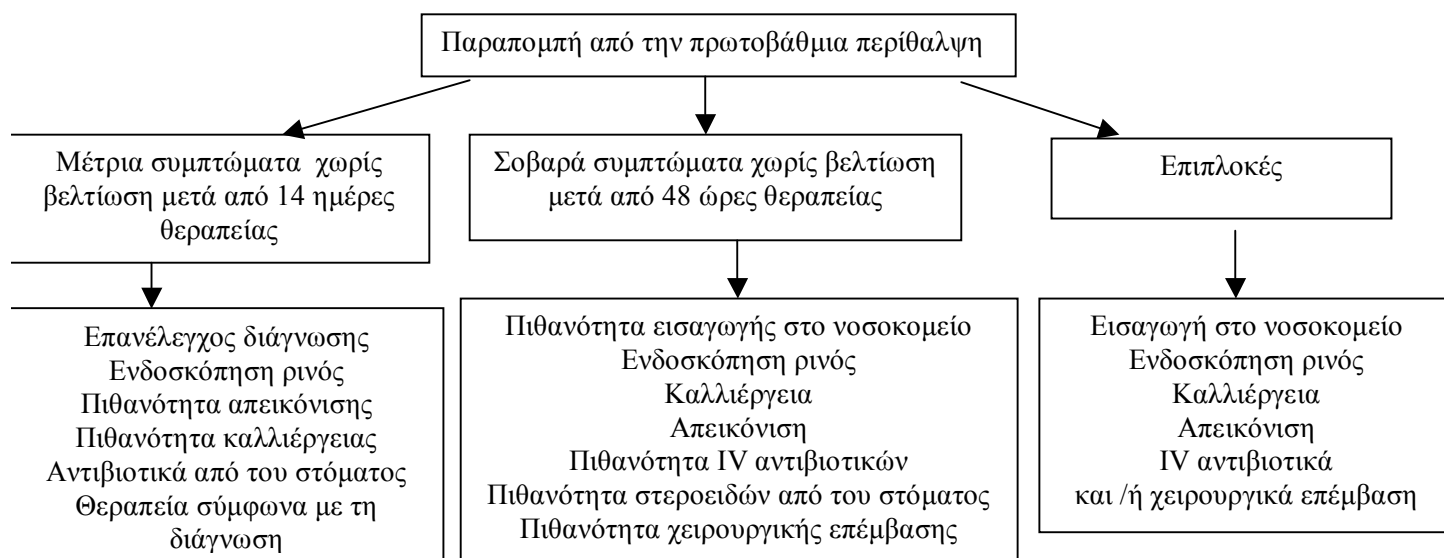 Παραπομπή από την πρωτοβάθμια περίθαλψη
Μέτρια συμπτώματα χωρίς
βελτίωση μετά από 14 ημέρες
θεραπείας
Σοβαρά συμπτώματα χωρίς βελτίωση
μετά από 48 ώρες θεραπείας
Επιπλοκές
Επανέλεγχος διάγνωσης
Ενδοσκόπηση ρινός
Πιθανότητα απεικόνισης
Πιθανότητα καλλιέργειας
Αντιβιοτικά από του στόματος
Θεραπεία σύμφωνα με τη
διάγνωση
Πιθανότητα εισαγωγής στο νοσοκομείο
Ενδοσκόπηση ρινός
Καλλιέργεια
Απεικόνιση
Πιθανότητα IV αντιβιοτικών
Πιθανότητα στεροειδών από του στόματος
Πιθανότητα χειρουργικής επέμβασης
Εισαγωγή στο νοσοκομείο
Ενδοσκόπηση ρινός
Καλλιέργεια
Απεικόνιση
IV αντιβιοτικά
και /ή χειρουργικά επέμβαση